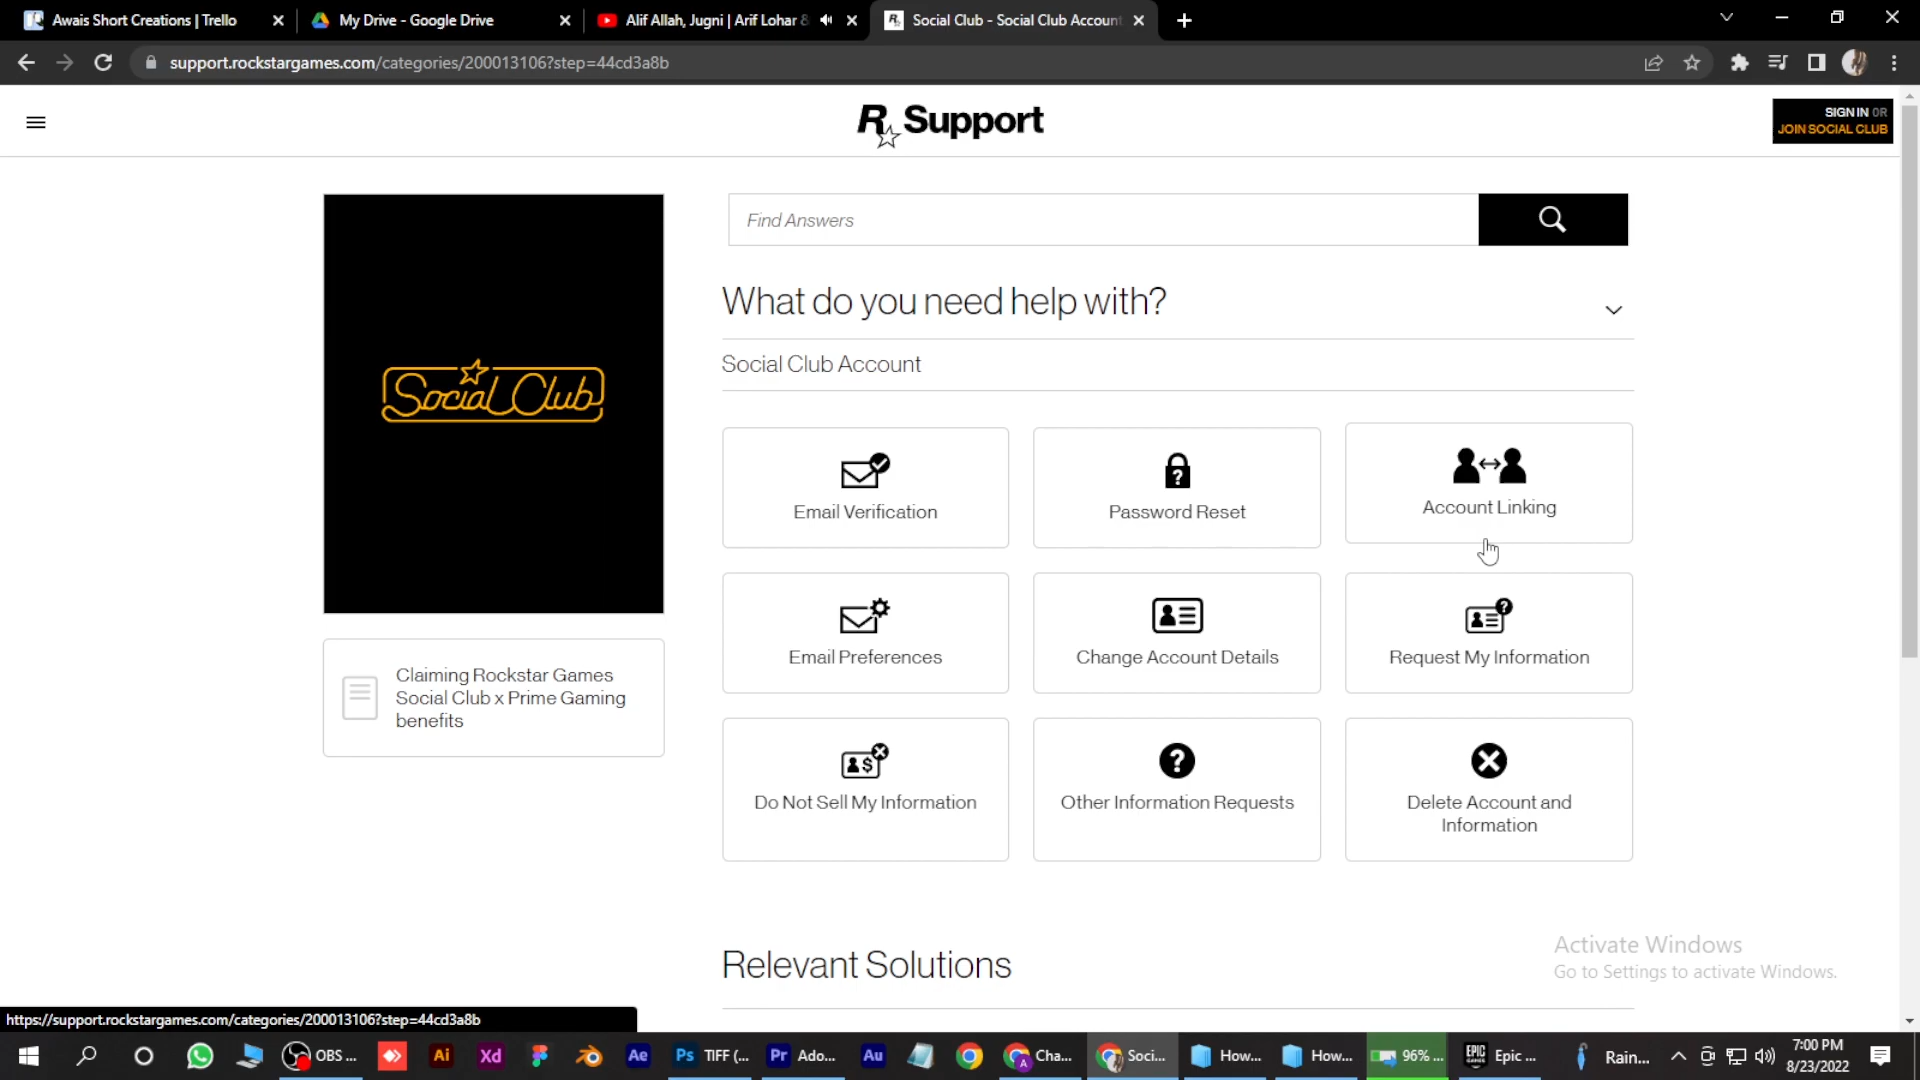 Awais Short Creations | Trello
My Drive - Google Drive
Alif Allah, Jugni | Arif Lohar &
Social Club - Social Club Account
support.rockstargames.com/categories/200013106?step=44cd3a8b
R Support
SIGN IN OR
JOIN SOCIAL CLUB
Social Club
Find Answers
What do you need help with?
Social Club Account
Email Verification
Password Reset
Account Linking
Email Preferences
Change Account Details
Request My Information
Claiming Rockstar Games
Social Club x Prime Gaming
benefits
Do Not Sell My Information
Other Information Requests
Delete Account and
Information
Relevant Solutions
Activate Windows
Go to Settings to activate Windows.
https://support.rockstargames.com/categories/200013106?step=44cd3a8b
OBS ...
Ai
Xd
Ae
Ps
TIFF (...
Pr
Ado...
Au
Cha...
Soci...
How...
How...
96% ...
EPIC
GAMES
Epic ...
Rain...
7:00 PM
8/23/2022